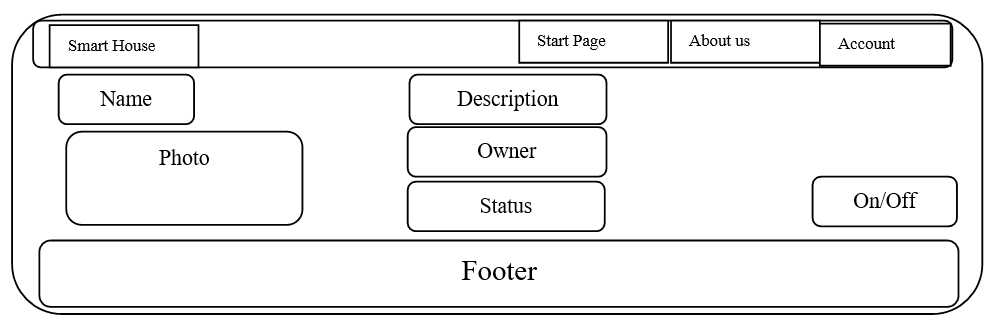 Smart House
Start Page
About us
Account
Name
Description
Photo
Owner
Status
On/Off
Footer